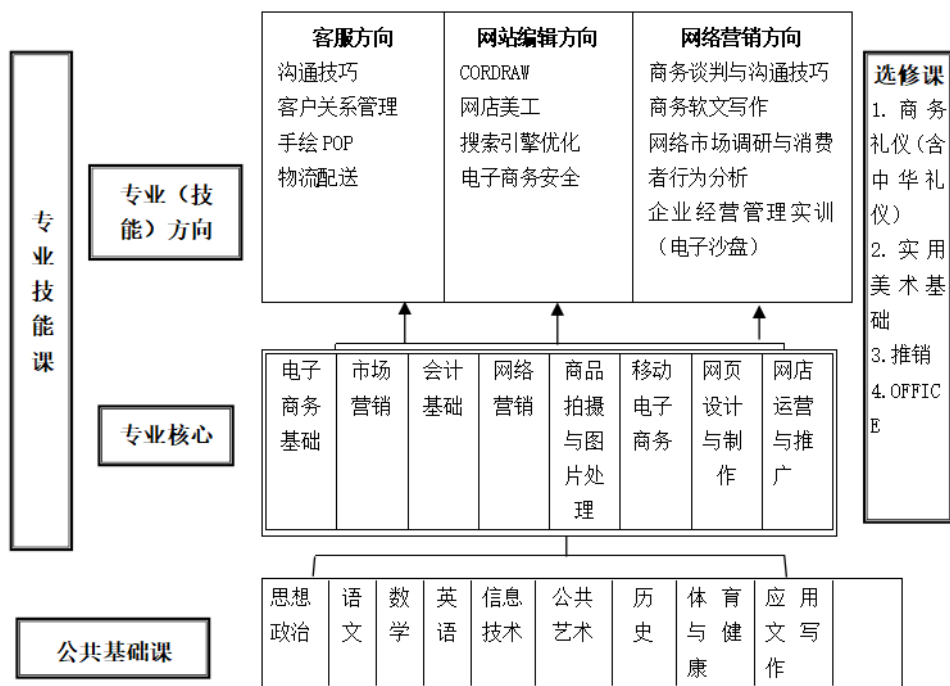 专业技能课
专业(技
能)方向
专业核心
公共基础课
客服方向
沟通技巧
客户关系管理
手绘 POP
物流配送
网站编辑方向
CORDRAW
网店美工
搜索引擎优化
电子商务安全
网络营销方向
商务谈判与沟通技巧
商务软文写作
网络市场调研与消费
者行为分析
企业经营管理实训
(电子沙盘)
选修课
1. 商务
礼仪(含
中华礼
仪)
2. 实用
美术基
础
3.推销
4.OFFIC
E
电子
商务
基础
市场
营销
会计
基础
网络
营销
商品
拍摄
与图
片处
理
移动
电子
商务
网页
设计
与制
作
网店
运营
与推
广
思想
政治
语
文
数
学
英
语
信息
技术
公共
艺术
历
史
体 育
与 健
康
应 用
文 写
作